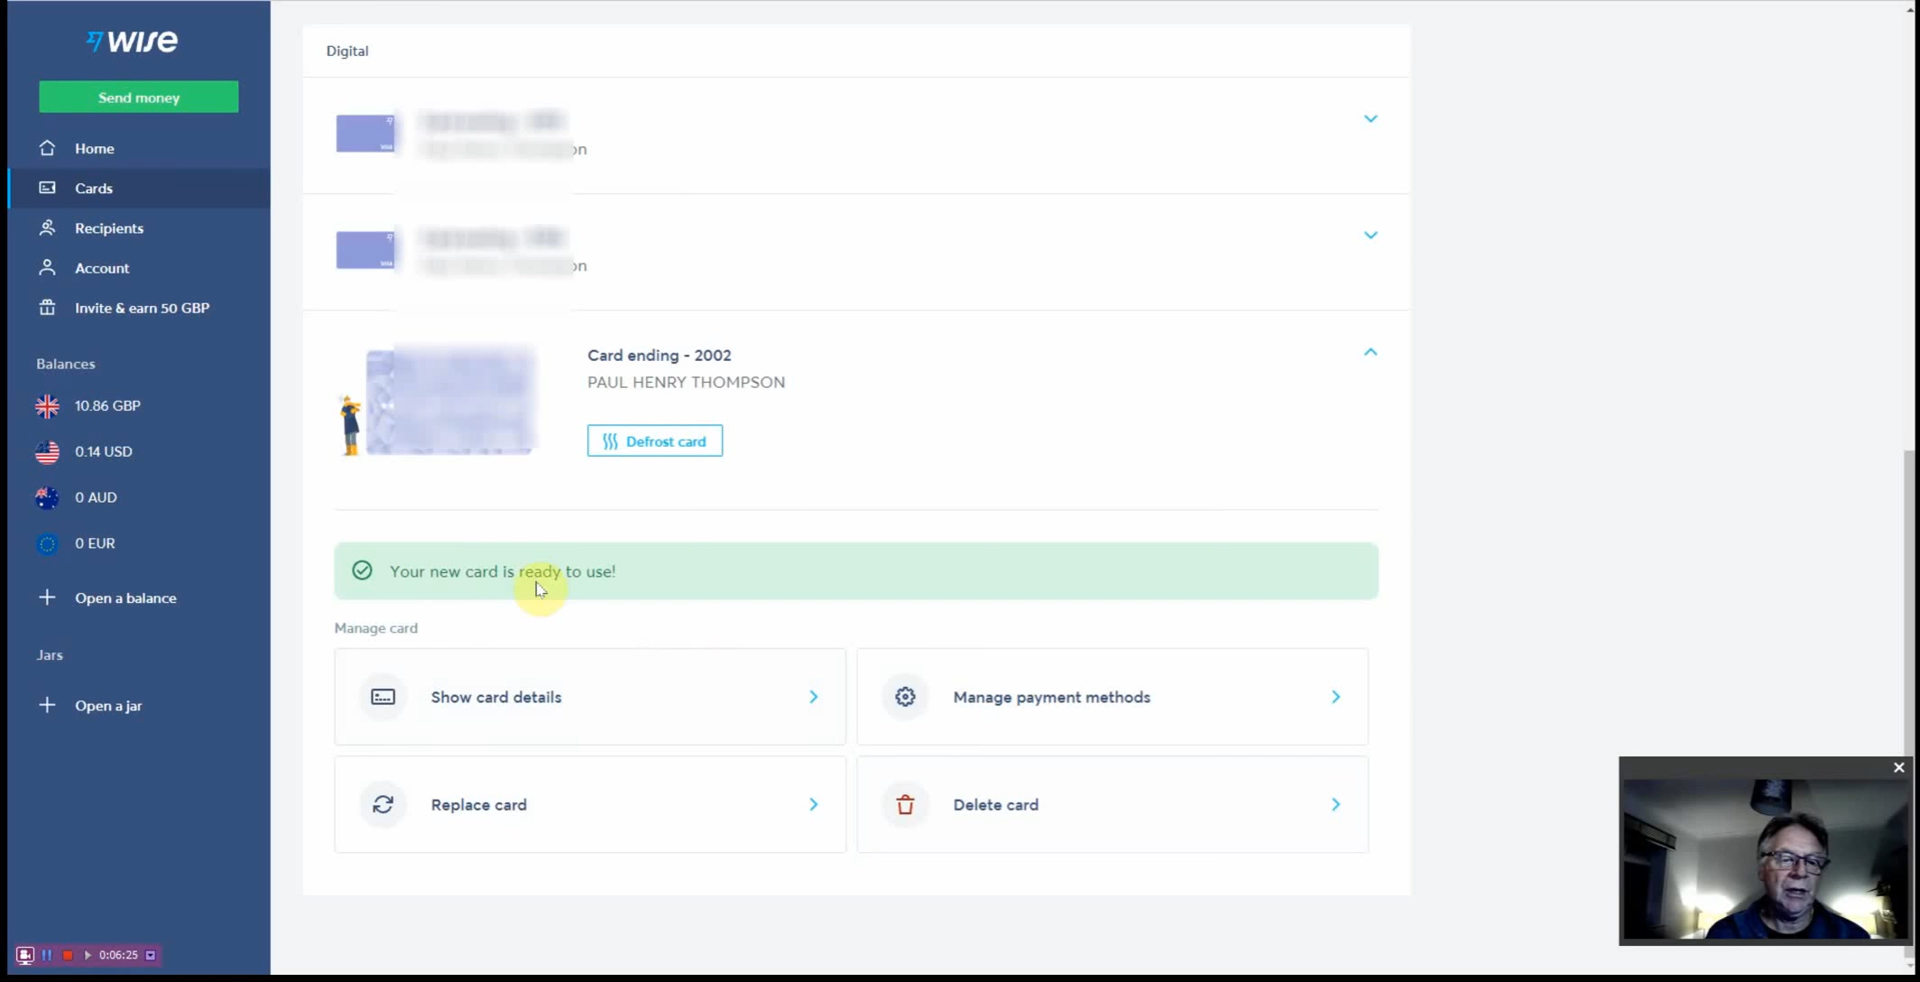 wise
Send money
Home
Cards
Recipients
Account
Invite & earn 50 GBP
Balances
10.86 GBP
0.14 USD
0 AUD
0 EUR
Open a balance
Jars
Open a jar
0:06:25
Digital
on
on
Card ending - 2002
PAUL HENRY THOMPSON
Defrost card
Your new card is ready to use!
Manage card
Show card details
Manage payment methods
Replace card
Delete card